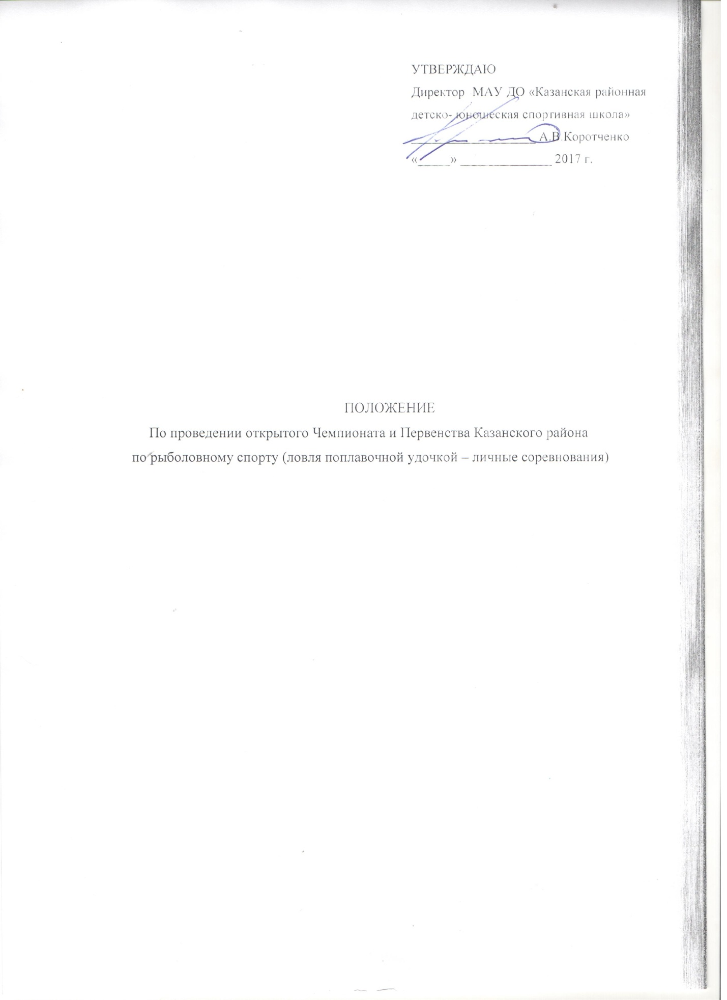 УТВЕРЖДАЮ
Директор МАУ ДО «Казанская районная
детско- юношеская спортивная школа»
____________________ А.В.Коротченко
«_____» ______________ 2017 г.
ПОЛОЖЕНИЕ
По проведении открытого Чемпионата и Первенства Казанского района
по рыболовному спорту (ловля поплавочной удочкой – личные соревнования)